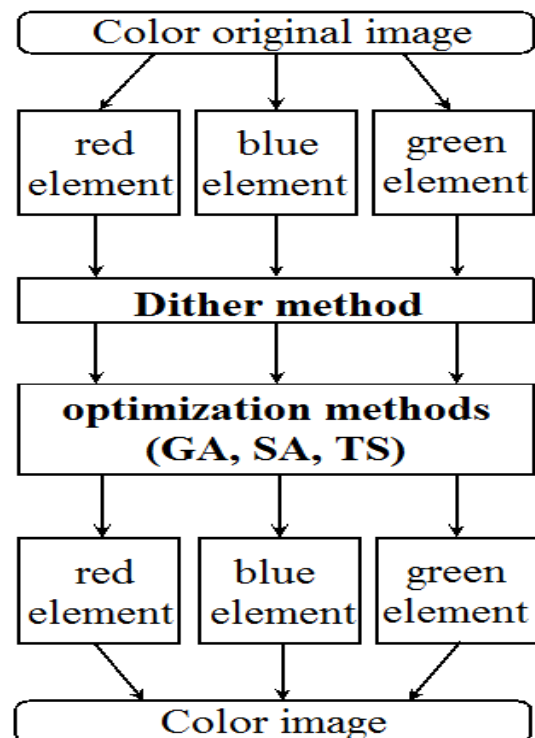 Color original image
red
element
blue
element
green
element
Dither method
optimization methods
(GA, SA, TS)
red
element
blue
element
green
element
Color image